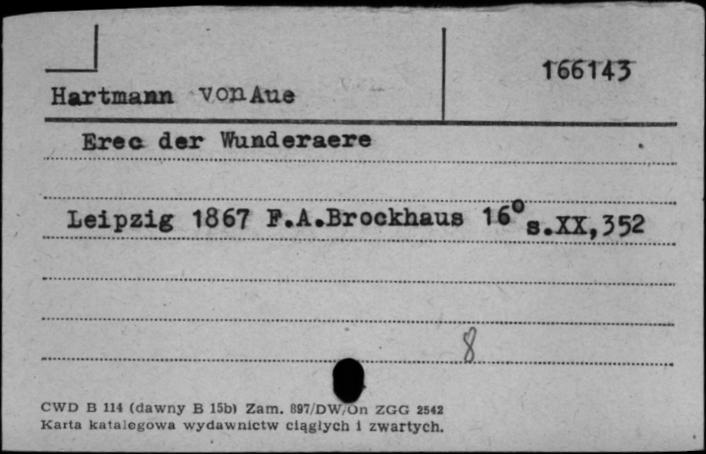 166143
Hartmann von Aue
Erec der Wunderaere
Leipzig 1867 F.A.Brockhaus 16° s.XX,352
8
CWD B 114 (dawny B 15b) Zam. 897/DW/On ZGG 2542
Karta katalogowa wydawnictw ciągłych i zwartych.